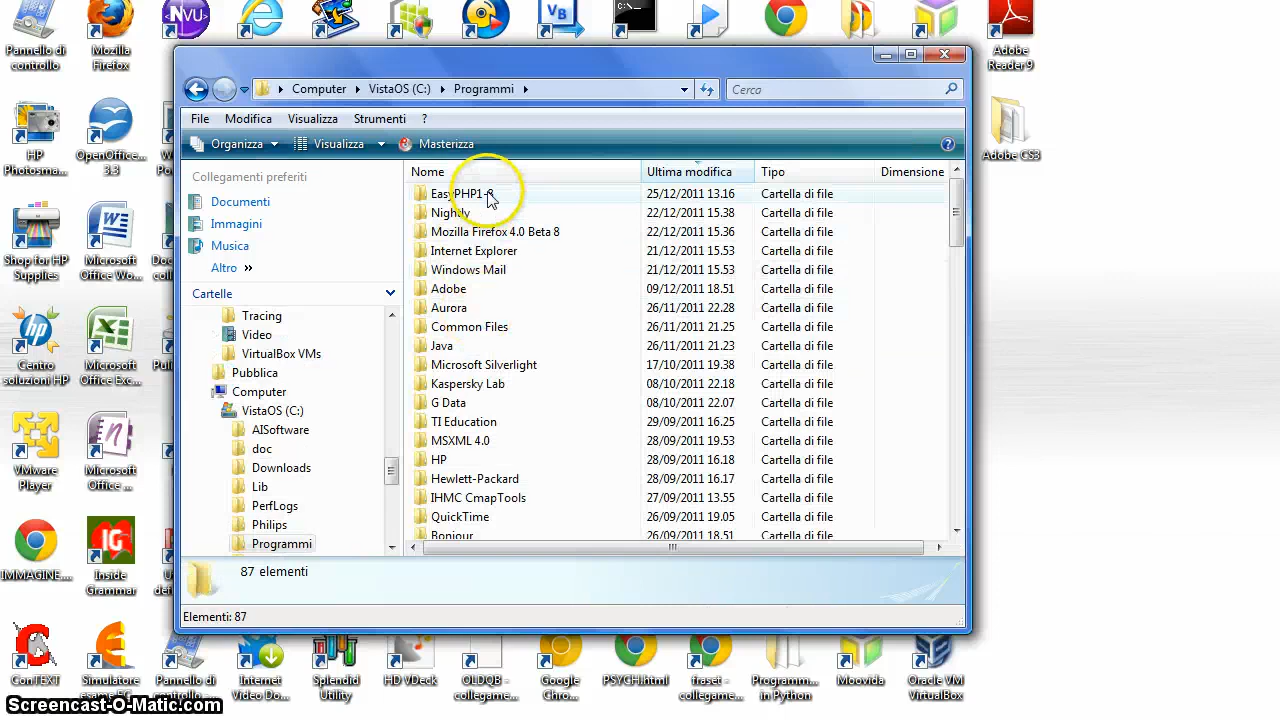 Pannello di controllo
Mozilla Firefox
NVU
VB
C:\
Adobe Reader 9
Computer
VistaOS (C:)
Programmi
Cerca
File
Modifica
Visualizza
Strumenti
?
Organizza
Visualizza
Masterizza
?
HP Photosma...
OpenOffice... 3.3
Adobe CS3
Collegamenti preferiti
Documenti
Immagini
Musica
Altro »
Cartelle
Tracing
Video
VirtualBox VMs
Pubblica
Computer
VistaOS (C:)
AISoftware
doc
Downloads
Lib
PerfLogs
Philips
Programmi
Nome Ultima modifica Tipo Dimensione
EasyPHP1-8 25/12/2011 13.16 Cartella di file
Nightly 22/12/2011 15.38 Cartella di file
Mozilla Firefox 4.0 Beta 8 22/12/2011 15.36 Cartella di file
Internet Explorer 21/12/2011 15.53 Cartella di file
Windows Mail 21/12/2011 15.53 Cartella di file
Adobe 09/12/2011 18.51 Cartella di file
Aurora 26/11/2011 22.28 Cartella di file
Common Files 26/11/2011 21.25 Cartella di file
Java 26/11/2011 21.23 Cartella di file
Microsoft Silverlight 17/10/2011 19.38 Cartella di file
Kaspersky Lab 08/10/2011 22.18 Cartella di file
G Data 08/10/2011 22.07 Cartella di file
TI Education 29/09/2011 16.25 Cartella di file
MSXML 4.0 28/09/2011 19.53 Cartella di file
HP 28/09/2011 16.18 Cartella di file
Hewlett-Packard 28/09/2011 16.17 Cartella di file
IHMC CmapTools 27/09/2011 13.55 Cartella di file
QuickTime 26/09/2011 19.05 Cartella di file
Bonjour 26/09/2011 18.51 Cartella di file
87 elementi
Elementi: 87
Shop for HP Supplies
Microsoft Office Wo...
Centro soluzioni HP
Microsoft Office Exc...
VMware Player
Microsoft Office ...
IMMAGINE....
IG
Inside Grammar
ConTEXT
Simulatore
Pannello di controllo - ...
Internet Video Do...
Splendid Utility
HD VDeck
OLDQB - collegame...
Google Chro...
PSYCH.html
fraset - collegame...
Programm... in Python
Moovida
Oracle VM VirtualBox
Screencast-O-Matic.com